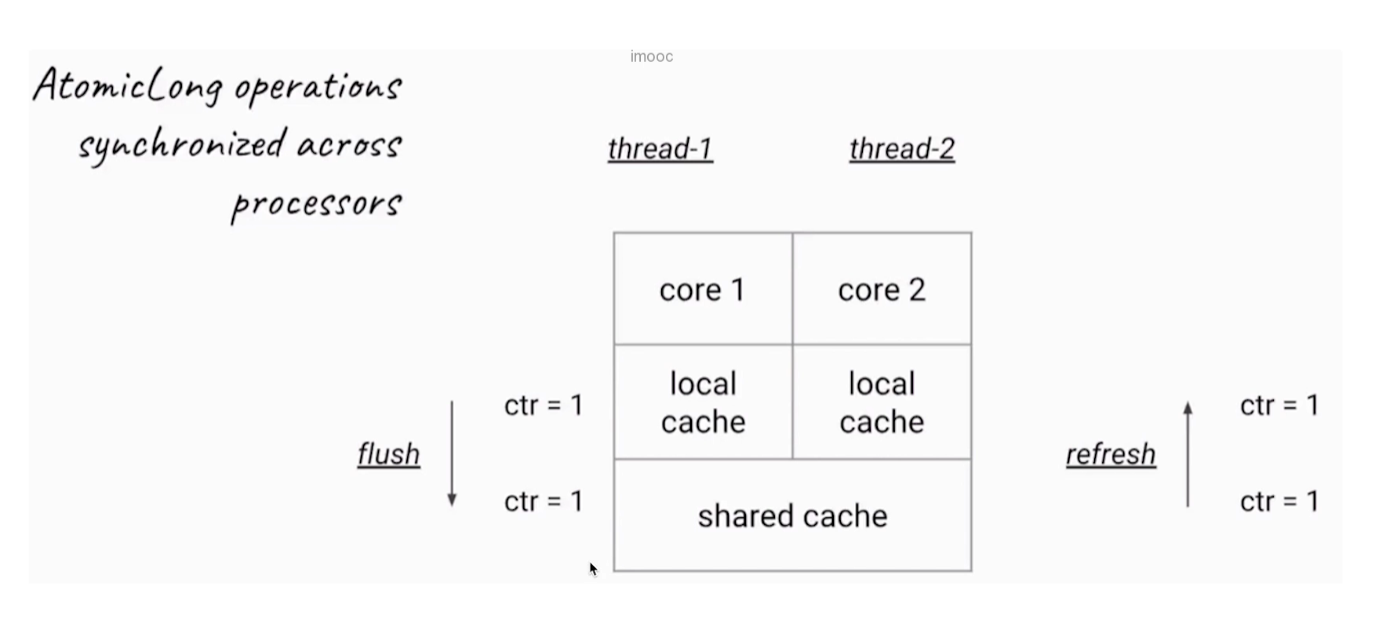 imooc
AtomicLong operations
synchronized across
processors
thread-1
thread-2
core 1
core 2
local
cache
local
cache
shared cache
flush
ctr = 1
ctr = 1
refresh
ctr = 1
ctr = 1